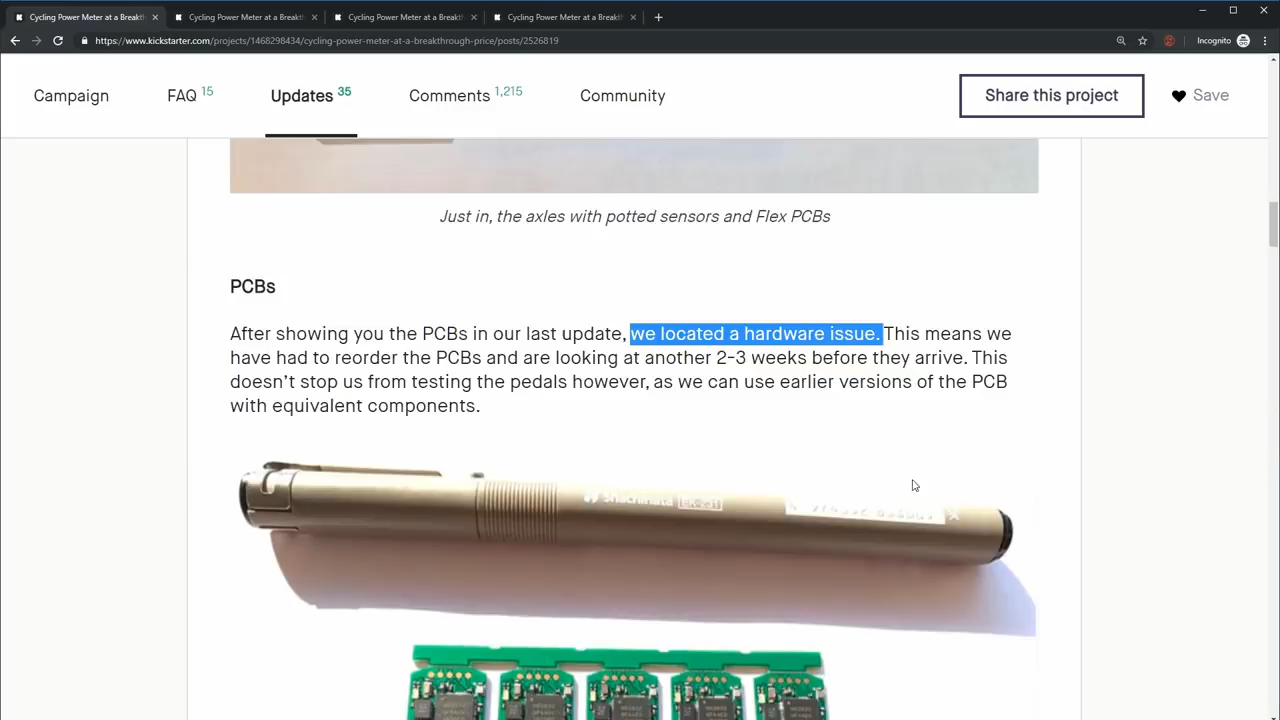 Cycling Power Meter at a Breakth
Cycling Power Meter at a Breakth
Cycling Power Meter at a Breakth
Cycling Power Meter at a Breakth
https://www.kickstarter.com/projects/1468298434/cycling-power-meter-at-a-breakthrough-price/posts/2526819
Incognito
Campaign
FAQ 15
Updates 35
Comments 1,215
Community
Share this project
Save
Just in, the axles with potted sensors and Flex PCBs
PCBs
After showing you the PCBs in our last update, we located a hardware issue. This means we
have had to reorder the PCBs and are looking at another 2-3 weeks before they arrive. This
doesn't stop us from testing the pedals however, as we can use earlier versions of the PCB
with equivalent components.
Shachihata